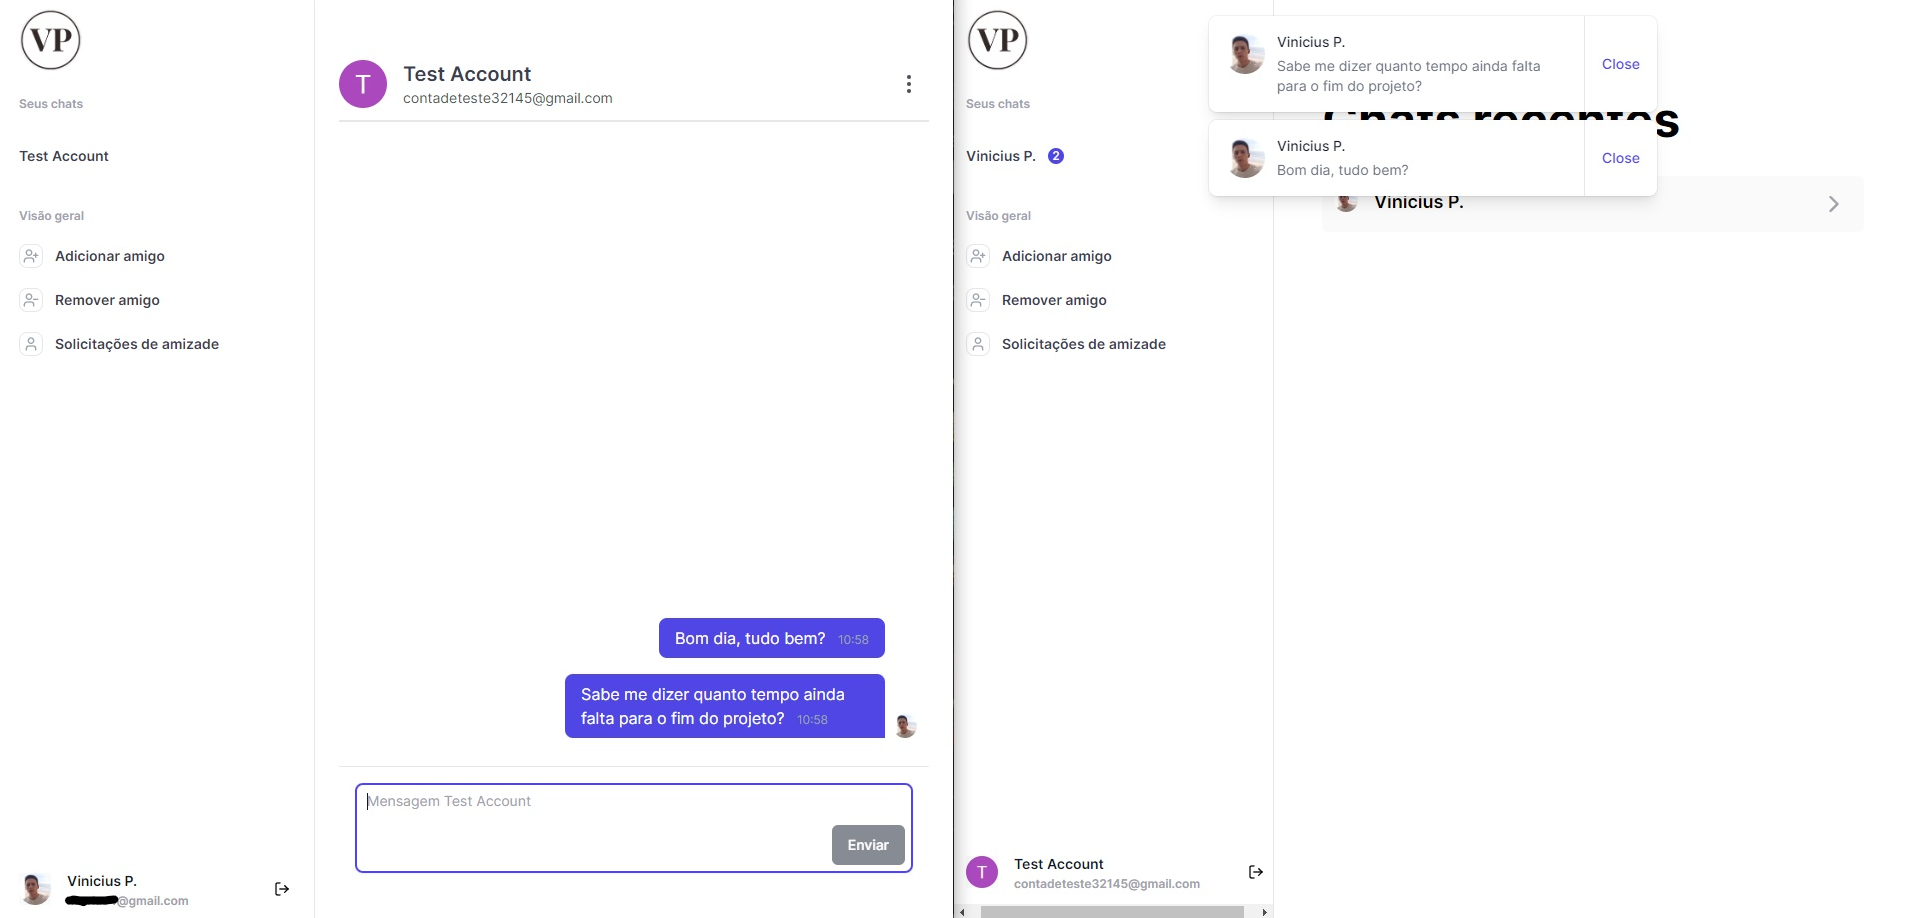 VP
Seus chats
Test Account
Visão geral
Adicionar amigo
Remover amigo
Solicitações de amizade
Vinicius P.
@gmail.com
T
Test Account
contadeteste32145@gmail.com
Bom dia, tudo bem? 10:58
Sabe me dizer quanto tempo ainda
falta para o fim do projeto? 10:58
Mensagem Test Account
Enviar
VP
Seus chats
Vinicius P. 2
Visão geral
Adicionar amigo
Remover amigo
Solicitações de amizade
T
Test Account
contadeteste32145@gmail.com
Vinicius P.
Sabe me dizer quanto tempo ainda falta
para o fim do projeto?
Close
Vinicius P.
Bom dia, tudo bem?
Close
Chats recentes
Vinicius P.